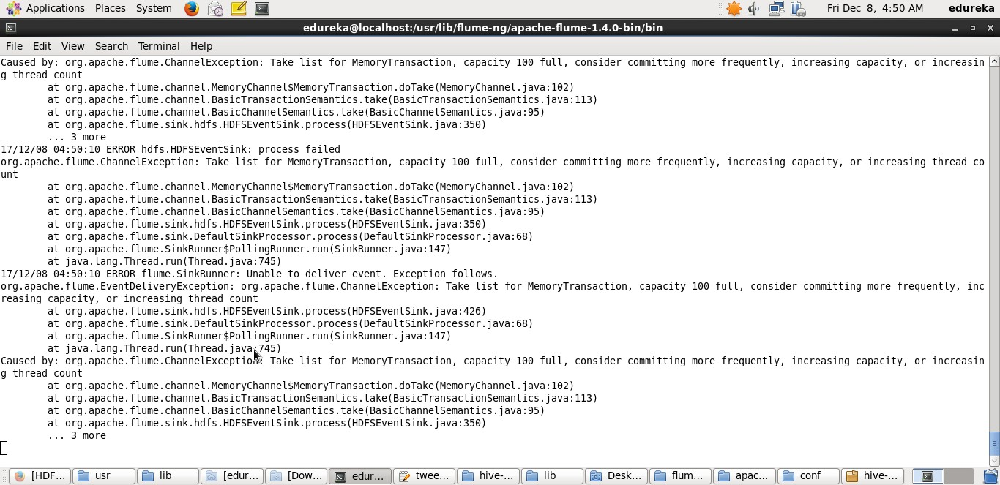 Applications Places System Fri Dec 8, 4:50 AM edureka
edureka@localhost:/usr/lib/flume-ng/apache-flume-1.4.0-bin/bin
File Edit View Search Terminal Help
Caused by: org.apache.flume.ChannelException: Take list for MemoryTransaction, capacity 100 full, consider committing more frequently, increasing capacity, or increasin
g thread count
at org.apache.flume.channel.MemoryChannel$MemoryTransaction.doTake(MemoryChannel.java:102)
at org.apache.flume.channel.BasicTransactionSemantics.take(BasicTransactionSemantics.java:113)
at org.apache.flume.channel.BasicChannelSemantics.take(BasicChannelSemantics.java:95)
at org.apache.flume.sink.hdfs.HDFSEventSink.process(HDFSEventSink.java:350)
... 3 more
17/12/08 04:50:10 ERROR hdfs.HDFSEventSink: process failed
org.apache.flume.ChannelException: Take list for MemoryTransaction, capacity 100 full, consider committing more frequently, increasing capacity, or increasing thread co
unt
at org.apache.flume.channel.MemoryChannel$MemoryTransaction.doTake(MemoryChannel.java:102)
at org.apache.flume.channel.BasicTransactionSemantics.take(BasicTransactionSemantics.java:113)
at org.apache.flume.channel.BasicChannelSemantics.take(BasicChannelSemantics.java:95)
at org.apache.flume.sink.hdfs.HDFSEventSink.process(HDFSEventSink.java:350)
at org.apache.flume.sink.DefaultSinkProcessor.process(DefaultSinkProcessor.java:68)
at org.apache.flume.SinkRunner$PollingRunner.run(SinkRunner.java:147)
at java.lang.Thread.run(Thread.java:745)
17/12/08 04:50:10 ERROR flume.SinkRunner: Unable to deliver event. Exception follows.
org.apache.flume.EventDeliveryException: org.apache.flume.ChannelException: Take list for MemoryTransaction, capacity 100 full, consider committing more frequently, inc
reasing capacity, or increasing thread count
at org.apache.flume.sink.hdfs.HDFSEventSink.process(HDFSEventSink.java:426)
at org.apache.flume.sink.DefaultSinkProcessor.process(DefaultSinkProcessor.java:68)
at org.apache.flume.SinkRunner$PollingRunner.run(SinkRunner.java:147)
at java.lang.Thread.run(Thread.java:745)
Caused by: org.apache.flume.ChannelException: Take list for MemoryTransaction, capacity 100 full, consider committing more frequently, increasing capacity, or increasin
g thread count
at org.apache.flume.channel.MemoryChannel$MemoryTransaction.doTake(MemoryChannel.java:102)
at org.apache.flume.channel.BasicTransactionSemantics.take(BasicTransactionSemantics.java:113)
at org.apache.flume.channel.BasicChannelSemantics.take(BasicChannelSemantics.java:95)
at org.apache.flume.sink.hdfs.HDFSEventSink.process(HDFSEventSink.java:350)
... 3 more
[HDF... usr lib [edur... [Dow... edur... twee... hive-... lib Desk... flum... apac... conf hive-...